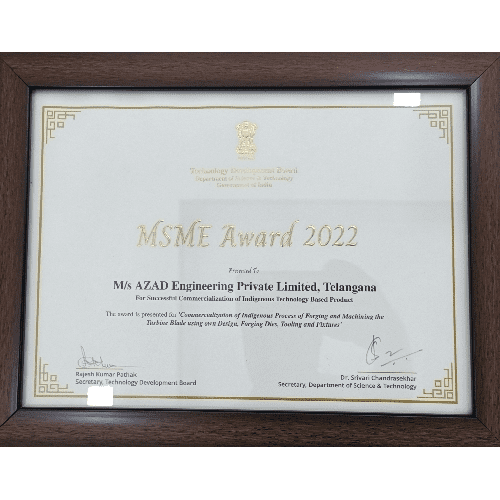 Technology Development Board
Department of Science & Technology
Government of India
MSME Award 2022
Presented To
M/s AZAD Engineering Private Limited, Telangana
For Successful Commercialization of Indigenous Technology Based Product
The award is presented for 'Commercialization of Indigenous Process of Forging and Machining the
Turbine Blade using own Design, Forging Dies, Tooling and Fixtures'
Rajesh Kumar Pathak
Secretary, Technology Development Board
Dr. Srivari Chandrasekhar
Secretary, Department of Science & Technology